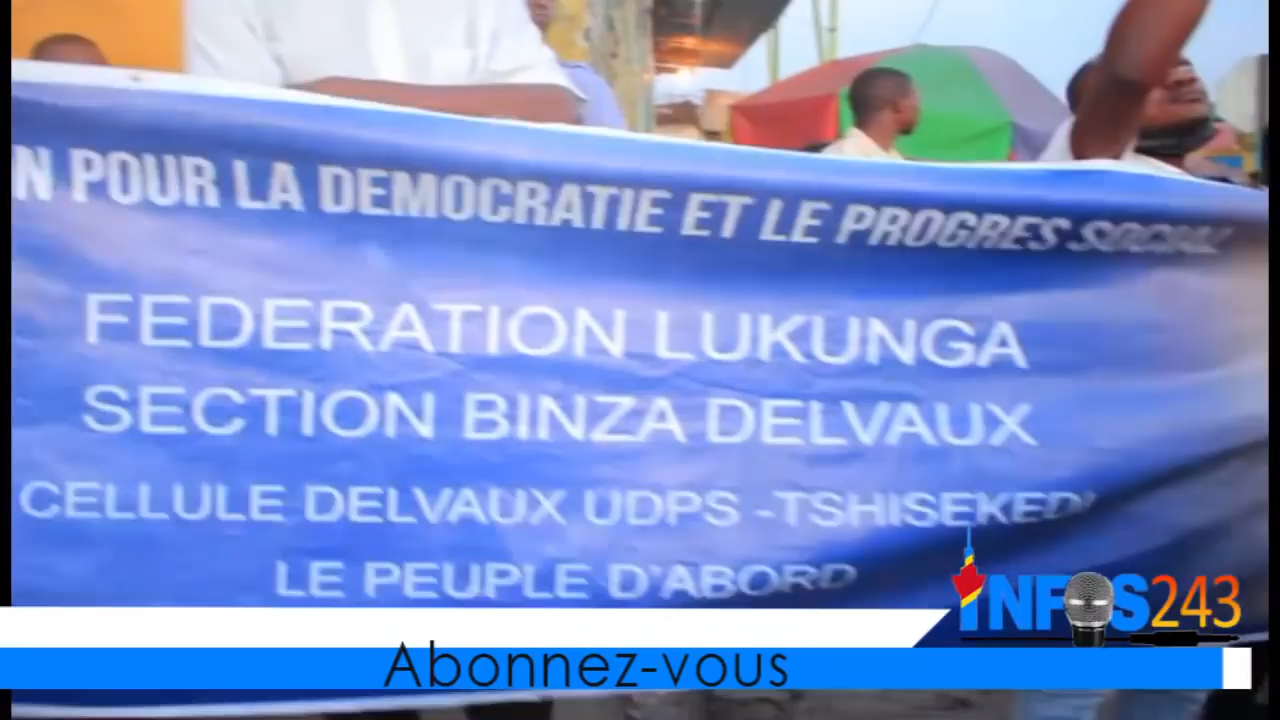 N POUR LA DEMOCRATIE ET LE PROGRES SOCIAL
FEDERATION LUKUNGA
SECTION BINZA DELVAUX
CELLULE DELVAUX UDPS -TSHISEKEDI
LE PEUPLE D'ABORD
INFOS243
Abonnez-vous